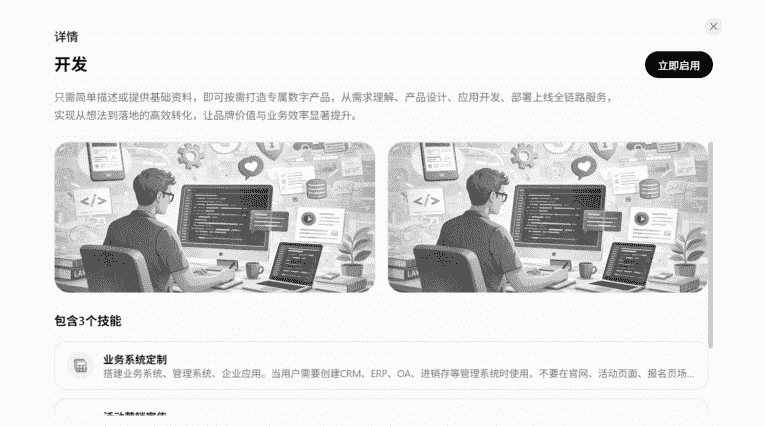 详情
开发
立即启用
只需简单描述或提供基础资料，即可按需打造专属数字产品，从需求理解、产品设计、应用开发、部署上线全链路服务，
实现从想法到落地的高效转化，让品牌价值与业务效率显著提升。
</>
</>
包含3个技能
业务系统定制
搭建业务系统、管理系统、企业应用。当用户需要创建CRM、ERP、OA、进销存等管理系统时使用。不要在官网、活动页面、报名页场...